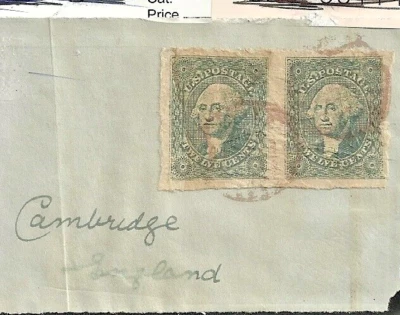 Cat.
Price
U.S. POSTAGE
TWELVE CENTS
U.S. POSTAGE
TWELVE CENTS
Cambridge
England